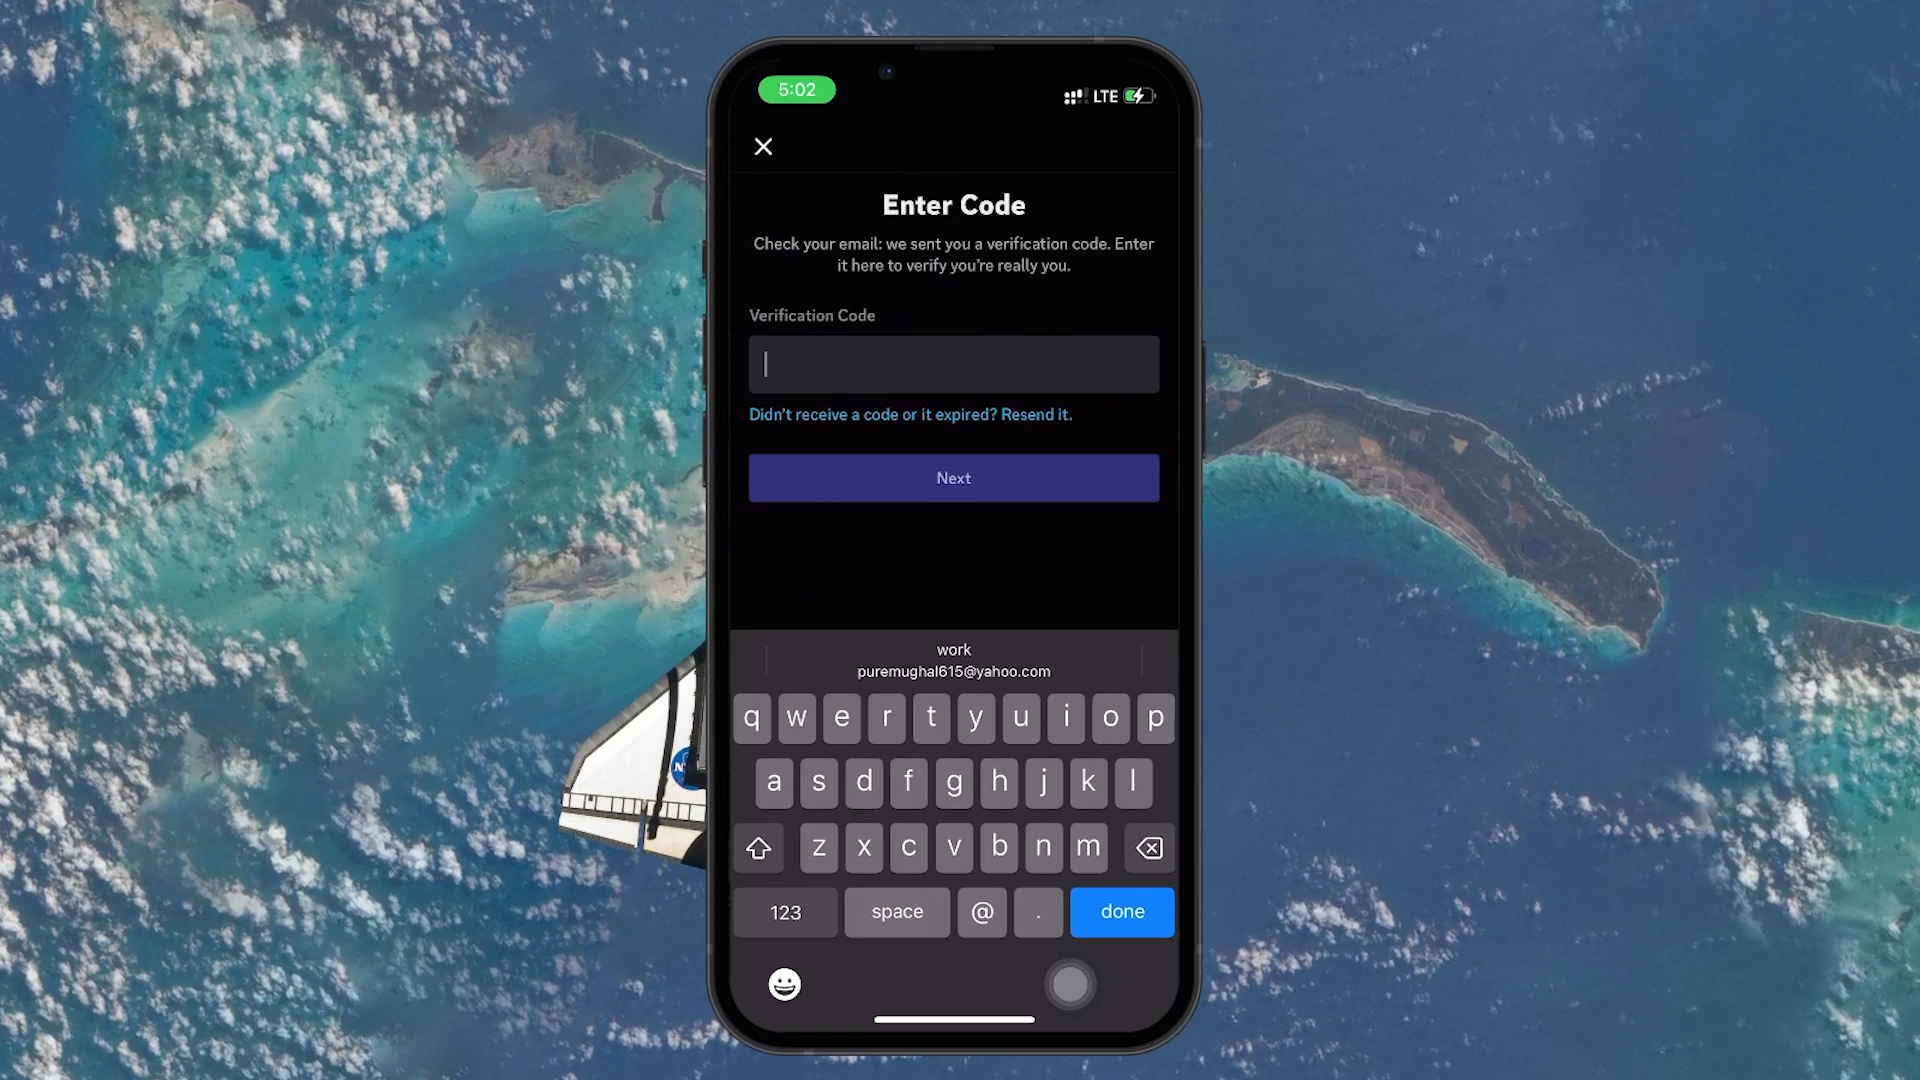 5:02
LTE
Enter Code
Check your email: we sent you a verification code. Enter
it here to verify you're really you.
Verification Code
Didn't receive a code or it expired? Resend it.
Next
work
puremughal615@yahoo.com
q w e r t y u i o p
a s d f g h j k l
z x c v b n m
123 space @ . done